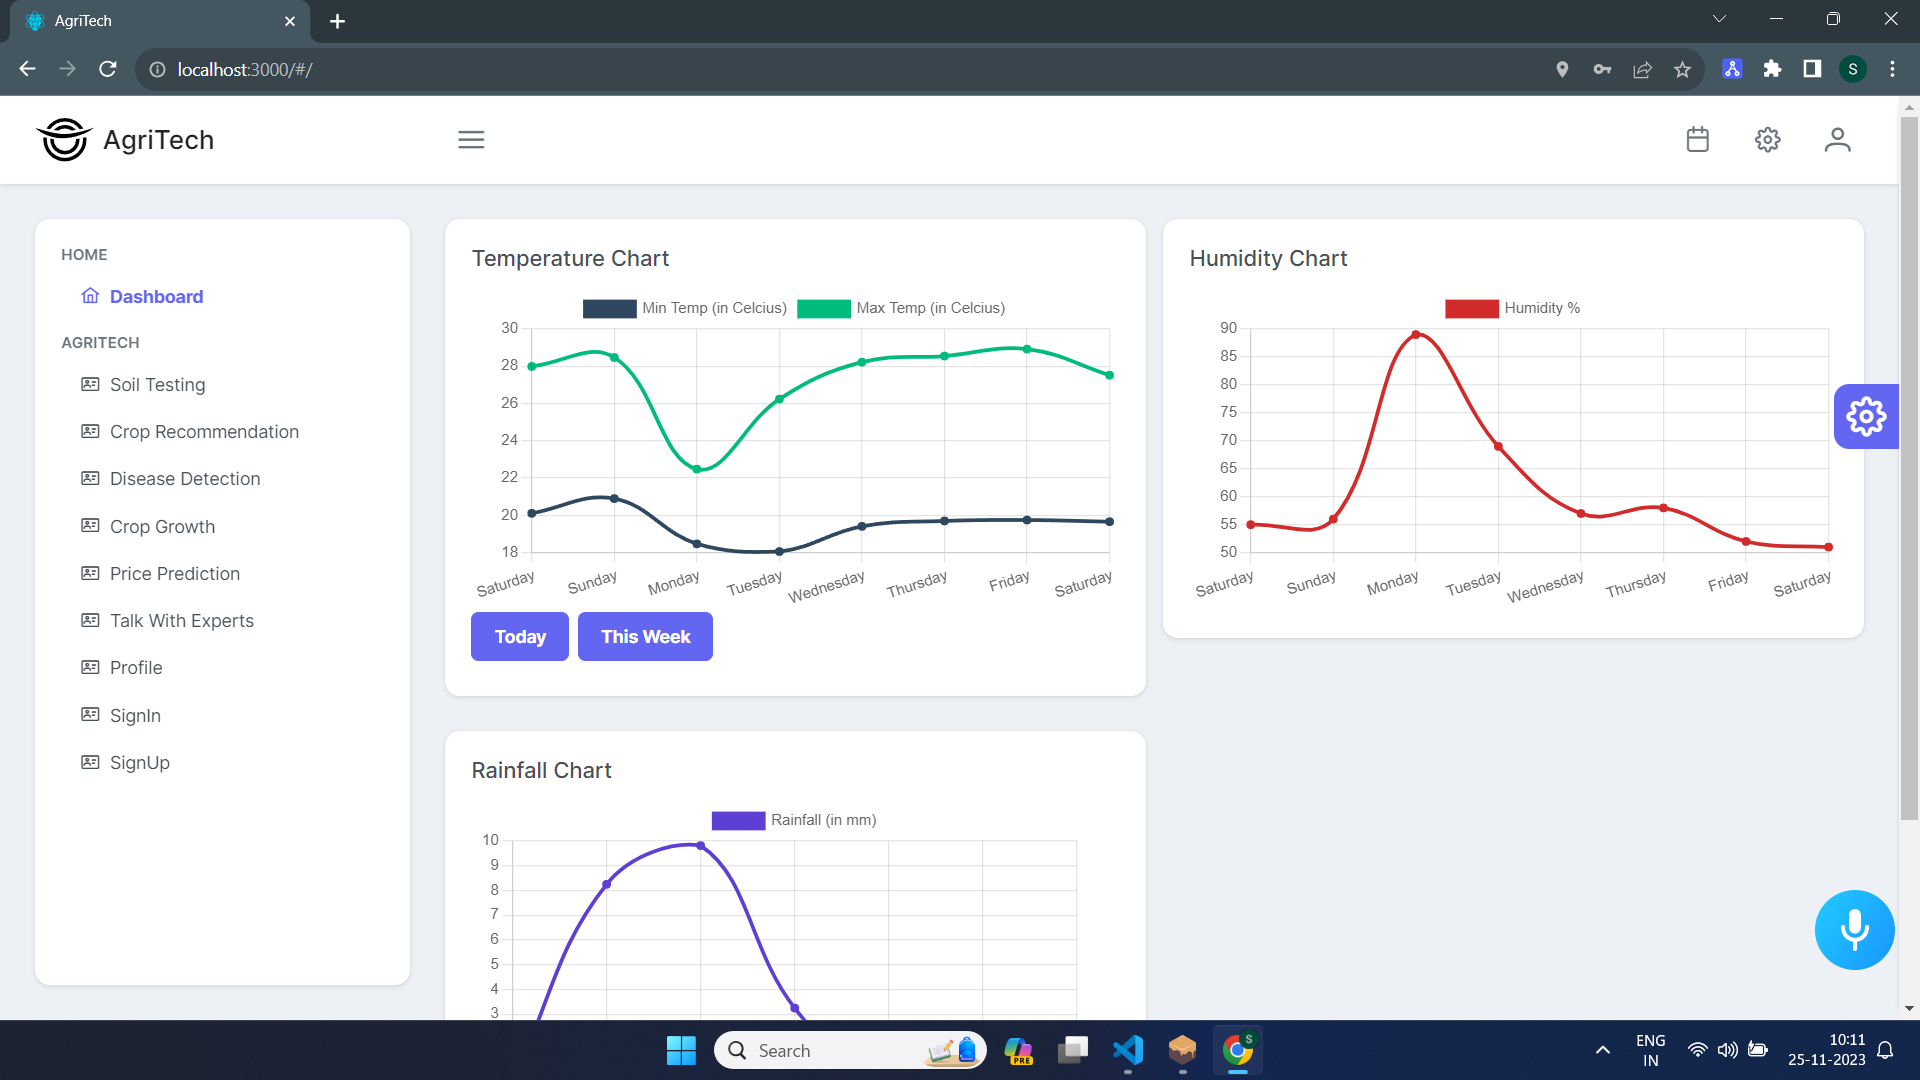 AgriTech
localhost:3000/#/
S
AgriTech
HOME
Dashboard
AGRITECH
Soil Testing
Crop Recommendation
Disease Detection
Crop Growth
Price Prediction
Talk With Experts
Profile
SignIn
SignUp
Temperature Chart
Min Temp (in Celcius) Max Temp (in Celcius)
30
28
26
24
22
20
18
Saturday Sunday Monday Tuesday Wednesday Thursday Friday Saturday
Today This Week
Humidity Chart
Humidity %
90
85
80
75
70
65
60
55
50
Saturday Sunday Monday Tuesday Wednesday Thursday Friday Saturday
Rainfall Chart
Rainfall (in mm)
10
9
8
7
6
5
4
3
Search
PRE
S
ENG
IN
10:11
25-11-2023